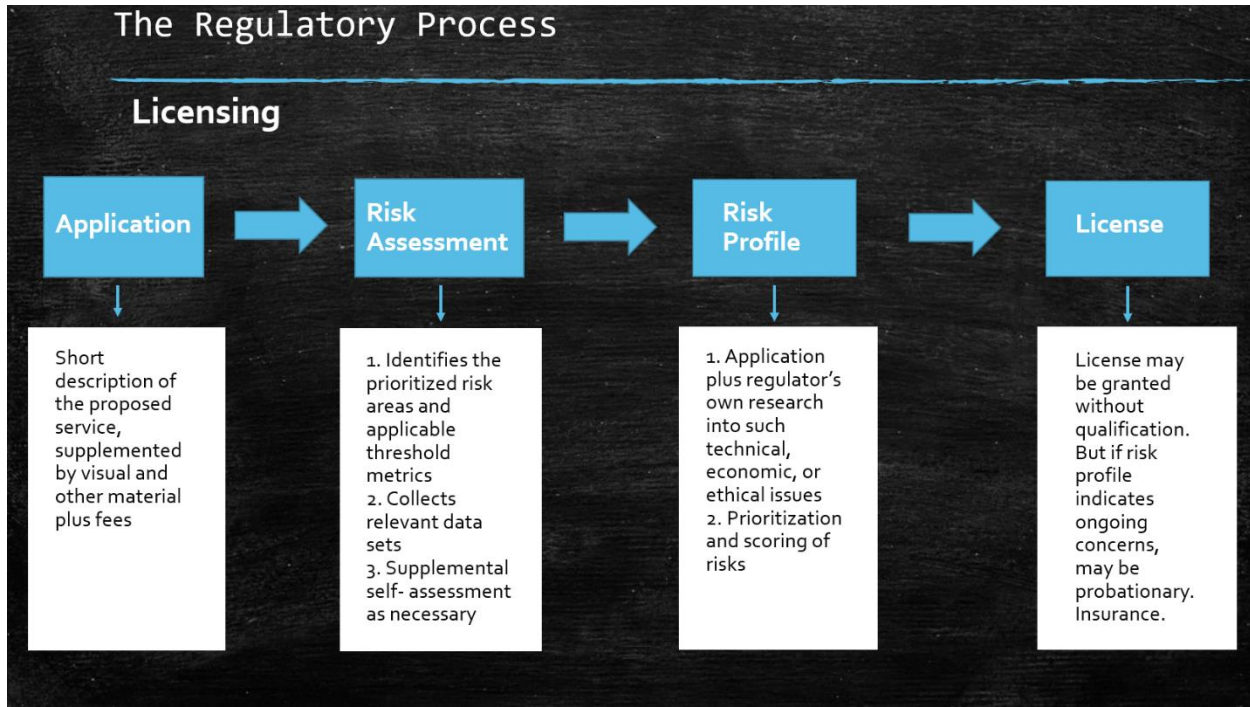 The Regulatory Process
Licensing
Application
Risk
Assessment
Risk
Profile
License
Short
description of
the proposed
service,
supplemented
by visual and
other material
plus fees
1. Identifies the
prioritized risk
areas and
applicable
threshold
metrics
2. Collects
relevant data
sets
3. Supplemental
self- assessment
as necessary
1. Application
plus regulator’s
own research
into such
technical,
economic, or
ethical issues
2. Prioritization
and scoring of
risks
License may
be granted
without
qualification.
But if risk
profile
indicates
ongoing
concerns,
may be
probationary.
Insurance.